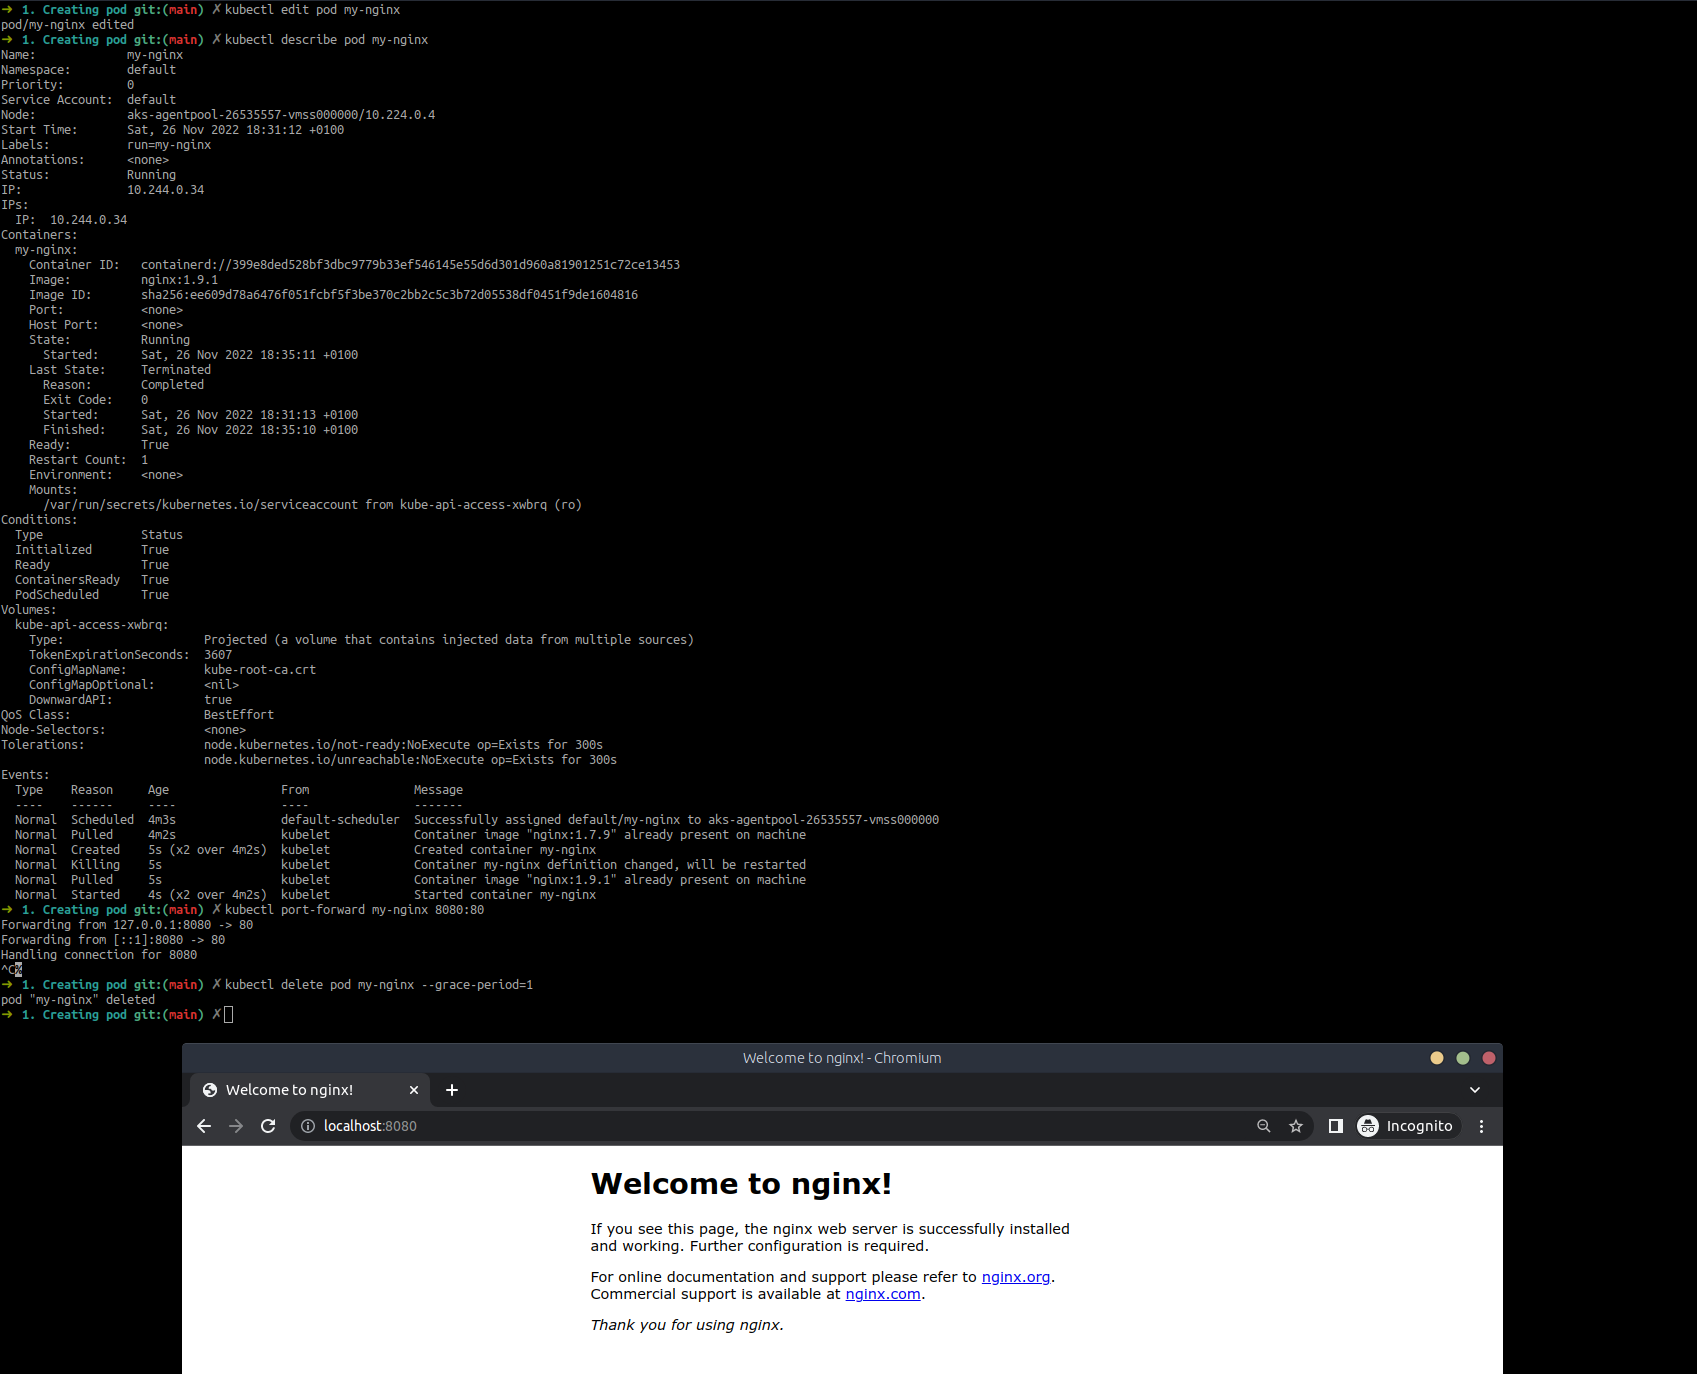 → 1. Creating pod git:(main) ✗ kubectl edit pod my-nginx
pod/my-nginx edited
→ 1. Creating pod git:(main) ✗ kubectl describe pod my-nginx
Name:             my-nginx
Namespace:        default
Priority:         0
Service Account:  default
Node:             aks-agentpool-26535557-vmss000000/10.224.0.4
Start Time:       Sat, 26 Nov 2022 18:31:12 +0100
Labels:           run=my-nginx
Annotations:      <none>
Status:           Running
IP:               10.244.0.34
IPs:
  IP:  10.244.0.34
Containers:
  my-nginx:
    Container ID:   containerd://399e8ded528bf3dbc9779b33ef546145e55d6d301d960a81901251c72ce13453
    Image:          nginx:1.9.1
    Image ID:       sha256:ee609d78a6476f051fcbf5f3be370c2bb2c5c3b72d05538df0451f9de1604816
    Port:           <none>
    Host Port:      <none>
    State:          Running
      Started:      Sat, 26 Nov 2022 18:35:11 +0100
    Last State:     Terminated
      Reason:       Completed
      Exit Code:    0
      Started:      Sat, 26 Nov 2022 18:31:13 +0100
      Finished:     Sat, 26 Nov 2022 18:35:10 +0100
    Ready:          True
    Restart Count:  1
    Environment:    <none>
    Mounts:
      /var/run/secrets/kubernetes.io/serviceaccount from kube-api-access-xwbrq (ro)
Conditions:
  Type              Status
  Initialized       True
  Ready             True
  ContainersReady   True
  PodScheduled      True
Volumes:
  kube-api-access-xwbrq:
    Type:                    Projected (a volume that contains injected data from multiple sources)
    TokenExpirationSeconds:  3607
    ConfigMapName:           kube-root-ca.crt
    ConfigMapOptional:       <nil>
    DownwardAPI:             true
QoS Class:                   BestEffort
Node-Selectors:              <none>
Tolerations:                 node.kubernetes.io/not-ready:NoExecute op=Exists for 300s
                             node.kubernetes.io/unreachable:NoExecute op=Exists for 300s
Events:
  Type    Reason     Age                From               Message
  ----    ------     ----               ----               -------
  Normal  Scheduled  4m3s               default-scheduler  Successfully assigned default/my-nginx to aks-agentpool-26535557-vmss000000
  Normal  Pulled     4m2s               kubelet            Container image "nginx:1.7.9" already present on machine
  Normal  Created    5s (x2 over 4m2s)  kubelet            Created container my-nginx
  Normal  Killing    5s                 kubelet            Container my-nginx definition changed, will be restarted
  Normal  Pulled     5s                 kubelet            Container image "nginx:1.9.1" already present on machine
  Normal  Started    4s (x2 over 4m2s)  kubelet            Started container my-nginx
→ 1. Creating pod git:(main) ✗ kubectl port-forward my-nginx 8080:80
Forwarding from 127.0.0.1:8080 -> 80
Forwarding from [::1]:8080 -> 80
Handling connection for 8080
^C%
→ 1. Creating pod git:(main) ✗ kubectl delete pod my-nginx --grace-period=1
pod "my-nginx" deleted
→ 1. Creating pod git:(main) ✗
Welcome to nginx! - Chromium
Welcome to nginx!
localhost:8080
Incognito
Welcome to nginx!
If you see this page, the nginx web server is successfully installed
and working. Further configuration is required.
For online documentation and support please refer to nginx.org.
Commercial support is available at nginx.com.
Thank you for using nginx.